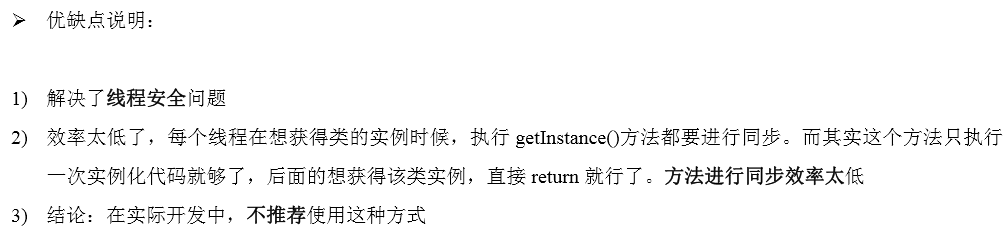 ➢ 优缺点说明：
1) 解决了线程安全问题
2) 效率太低了，每个线程在想获得类的实例时候，执行 getInstance()方法都要进行同步。而其实这个方法只执行
一次实例化代码就够了，后面的想获得该类实例，直接 return 就行了。方法进行同步效率太低
3) 结论：在实际开发中，不推荐使用这种方式